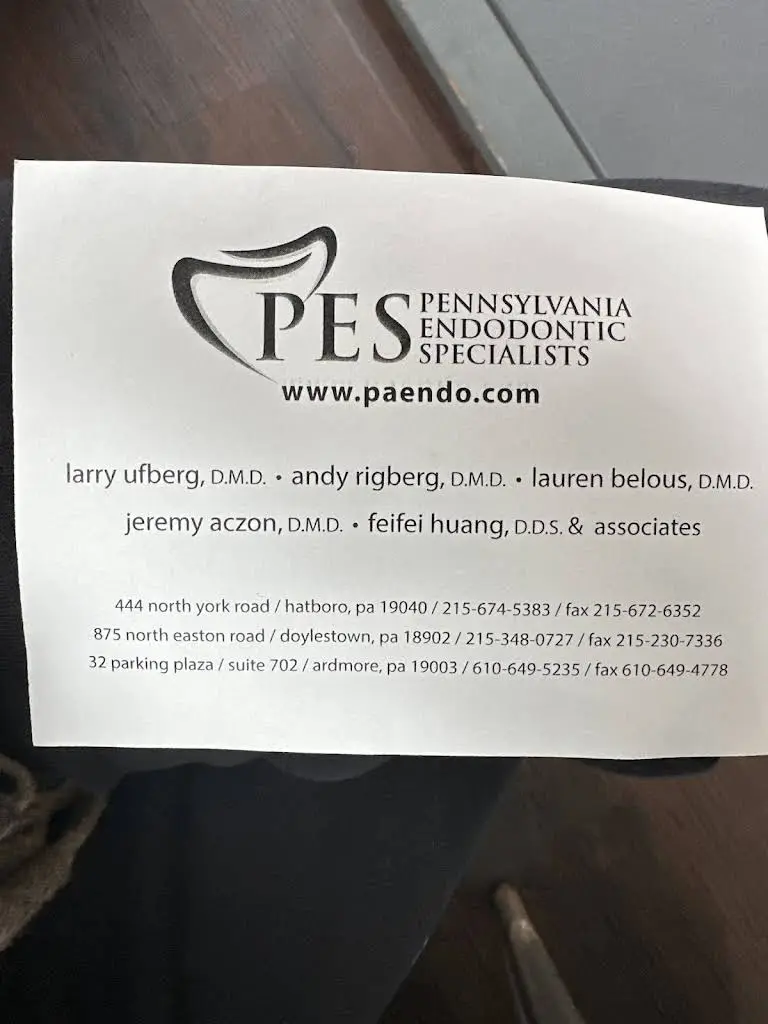 PES PENNSYLVANIA
ENDODONTIC
SPECIALISTS
www.paendo.com
larry ufberg, D.M.D. • andy rigberg, D.M.D. • lauren belous, D.M.D.
jeremy aczon, D.M.D. • feifei huang, D.D.S. & associates
444 north york road / hatboro, pa 19040 / 215-674-5383 / fax 215-672-6352
875 north easton road / doylestown, pa 18902 / 215-348-0727 / fax 215-230-7336
32 parking plaza / suite 702 / ardmore, pa 19003 / 610-649-5235 / fax 610-649-4778